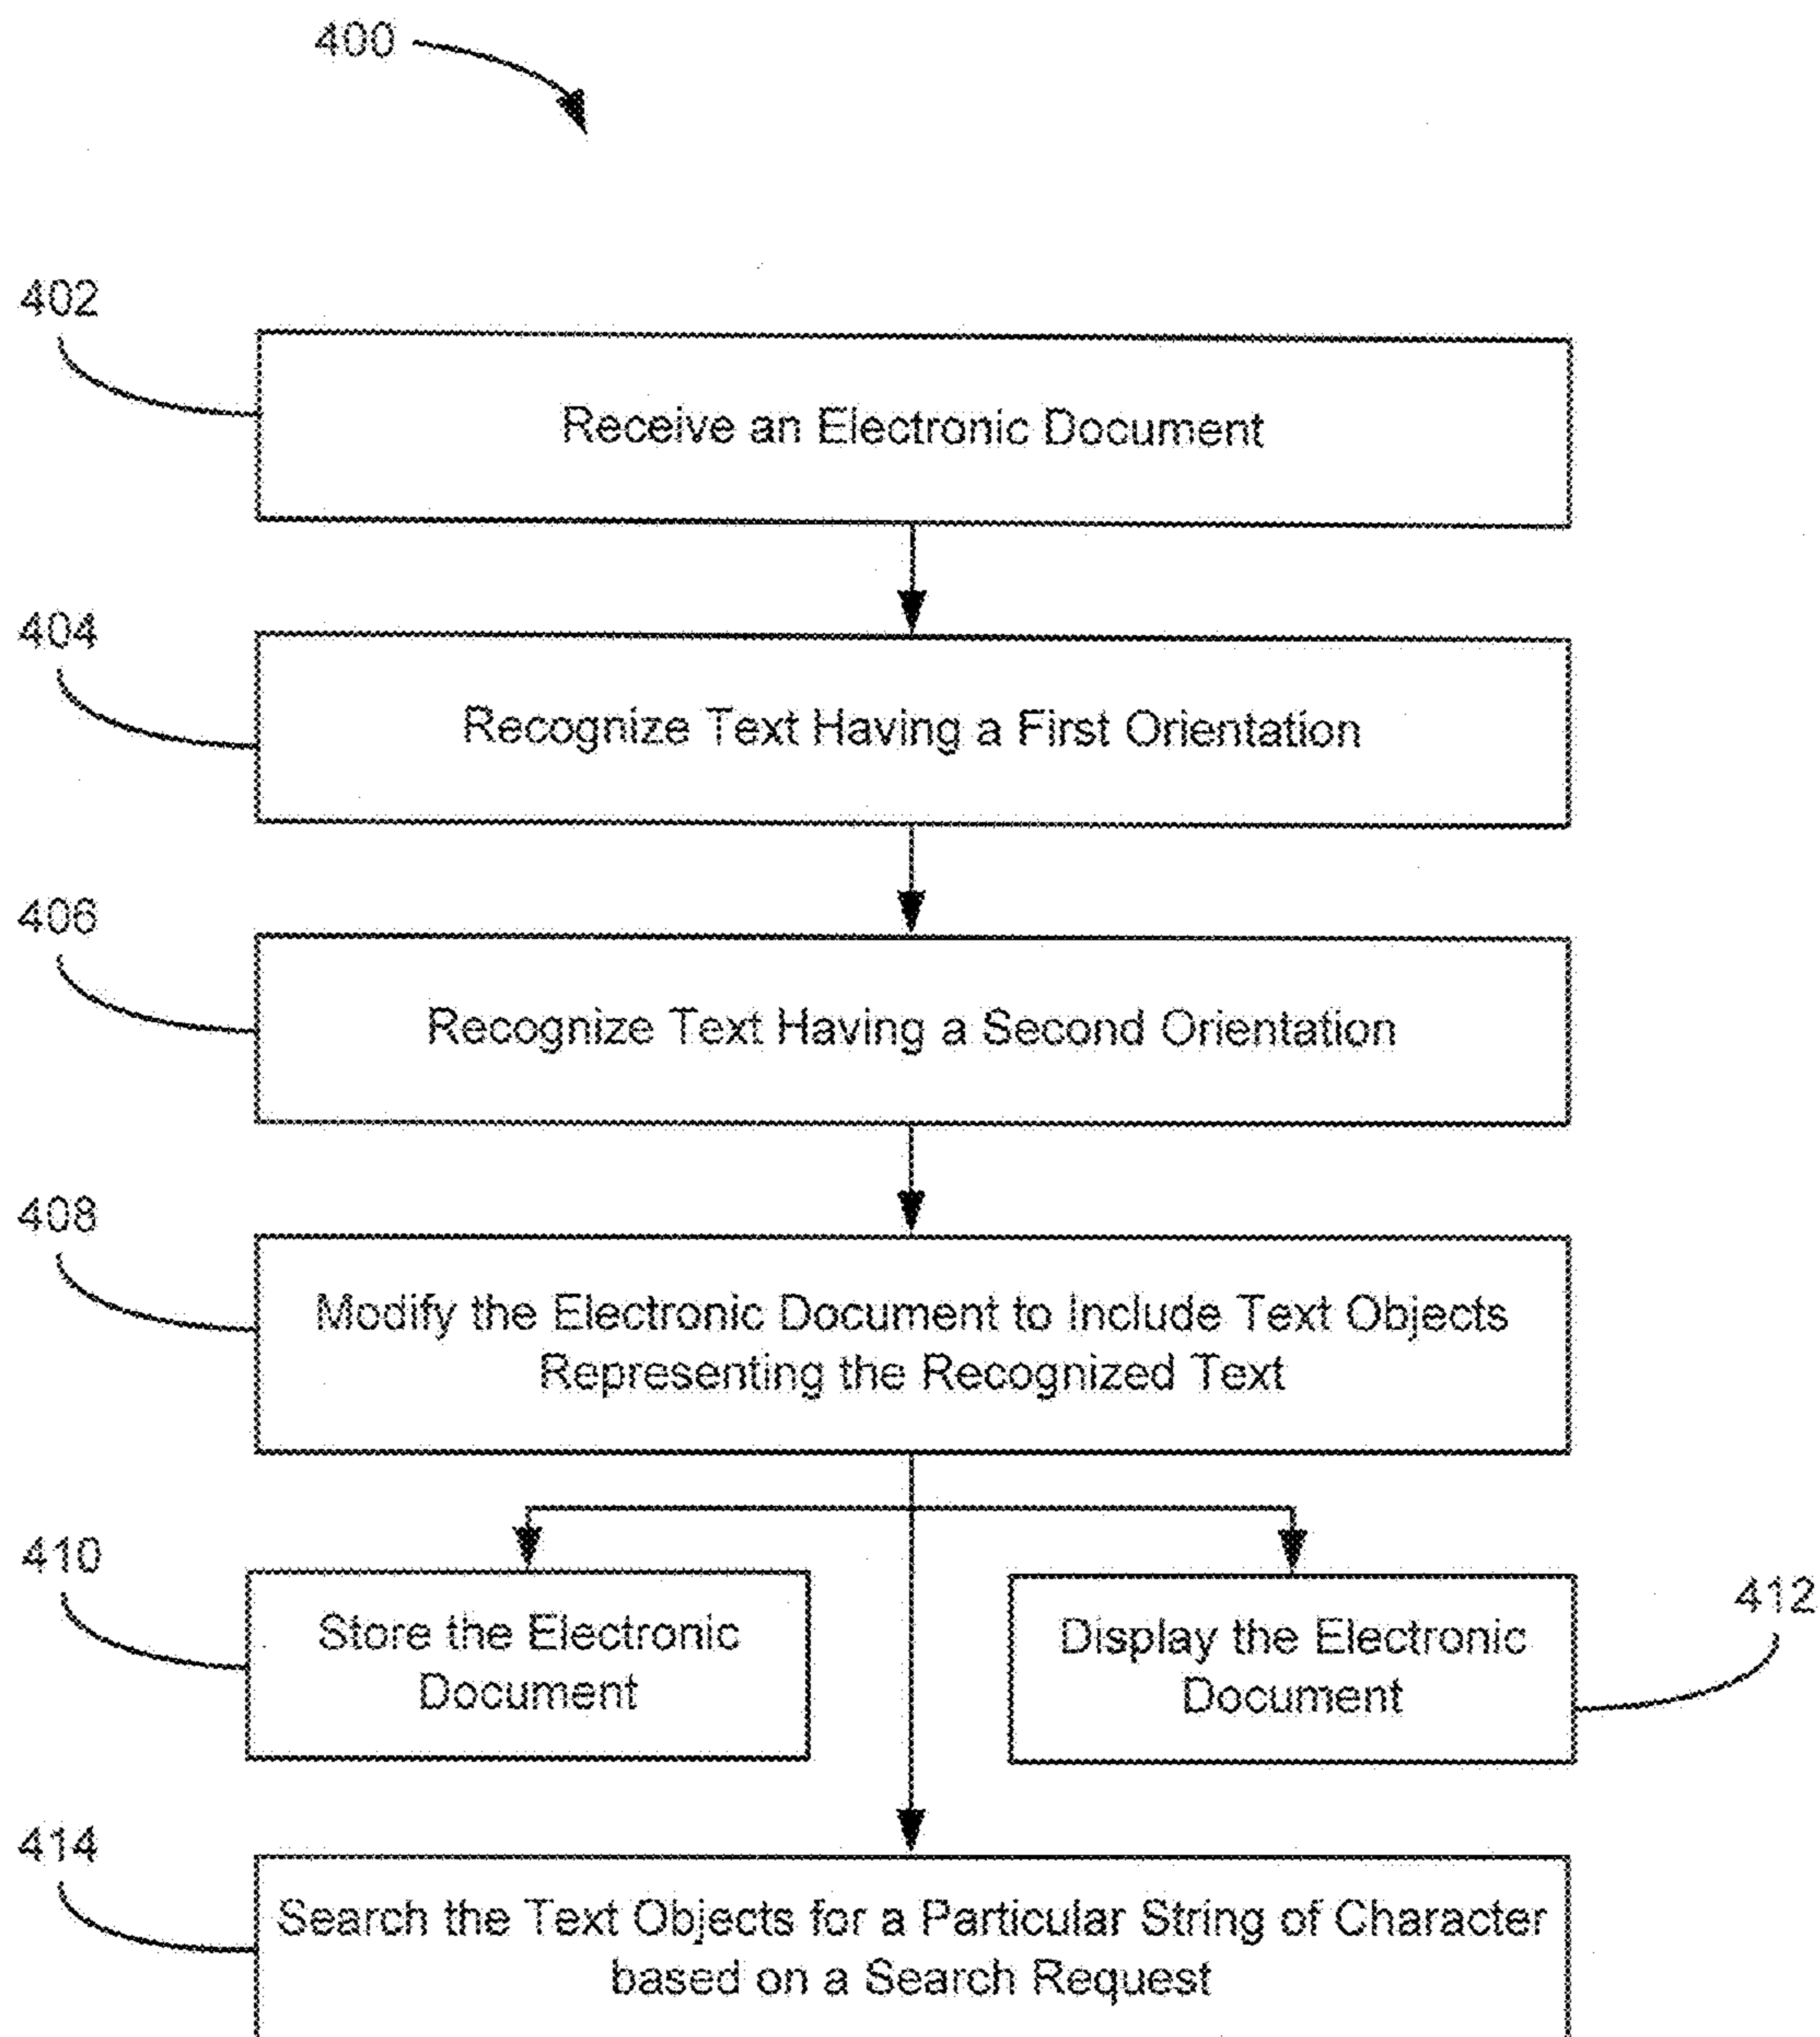 400
402
Receive an Electronic Document
404
Recognize Text Having a First Orientation
406
Recognize Text Having a Second Orientation
408
Modify the Electronic Document to Include Text Objects
Representing the Recognized Text
410
Store the Electronic
Document
Display the Electronic
Document
412
414
Search the Text Objects for a Particular String of Character
based on a Search Request